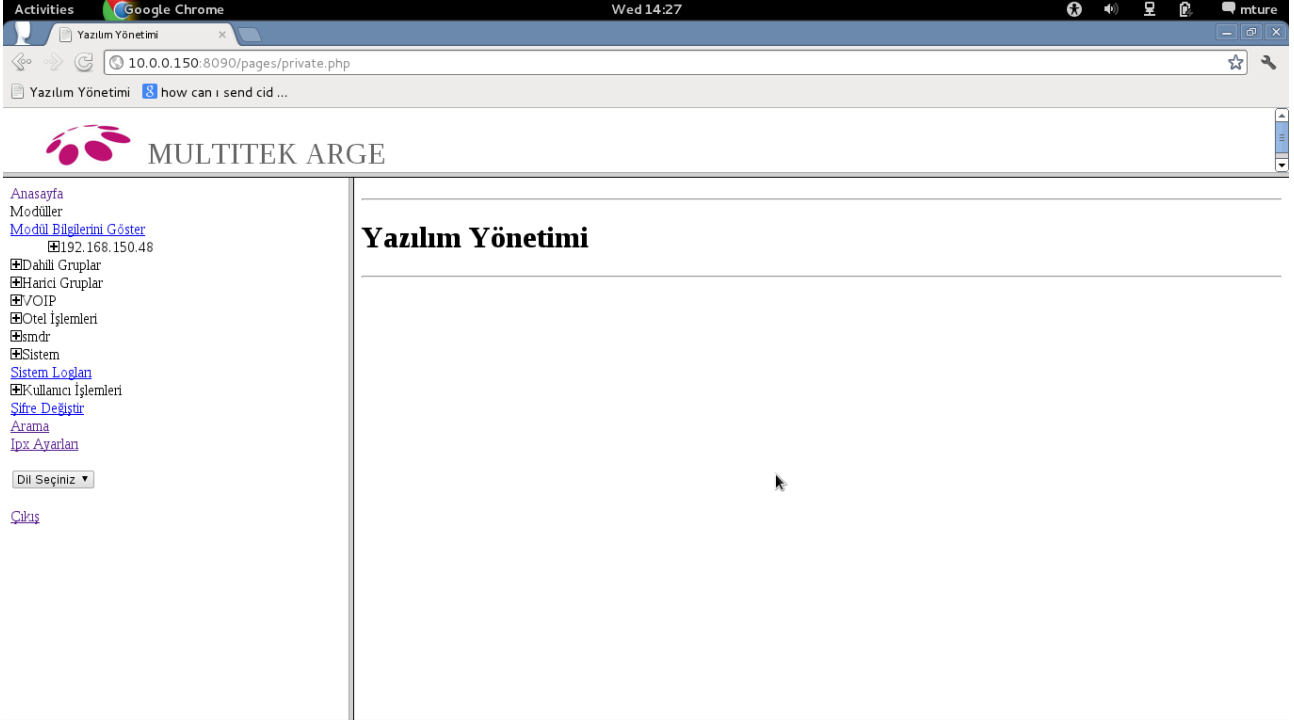 Activities Google Chrome Wed 14:27 mture
Yazılım Yönetimi
10.0.0.150:8090/pages/private.php
Yazılım Yönetimi how can ı send cid ...
MULTITEK ARGE
Anasayfa
Modüller
Modül Bilgilerini Göster
192.168.150.48
Dahili Gruplar
Harici Gruplar
VOIP
Otel İşlemleri
smdr
Sistem
Sistem Logları
Kullanıcı İşlemleri
Şifre Değiştir
Arama
Ipx Ayarları
Dil Seçiniz
Çıkış
Yazılım Yönetimi